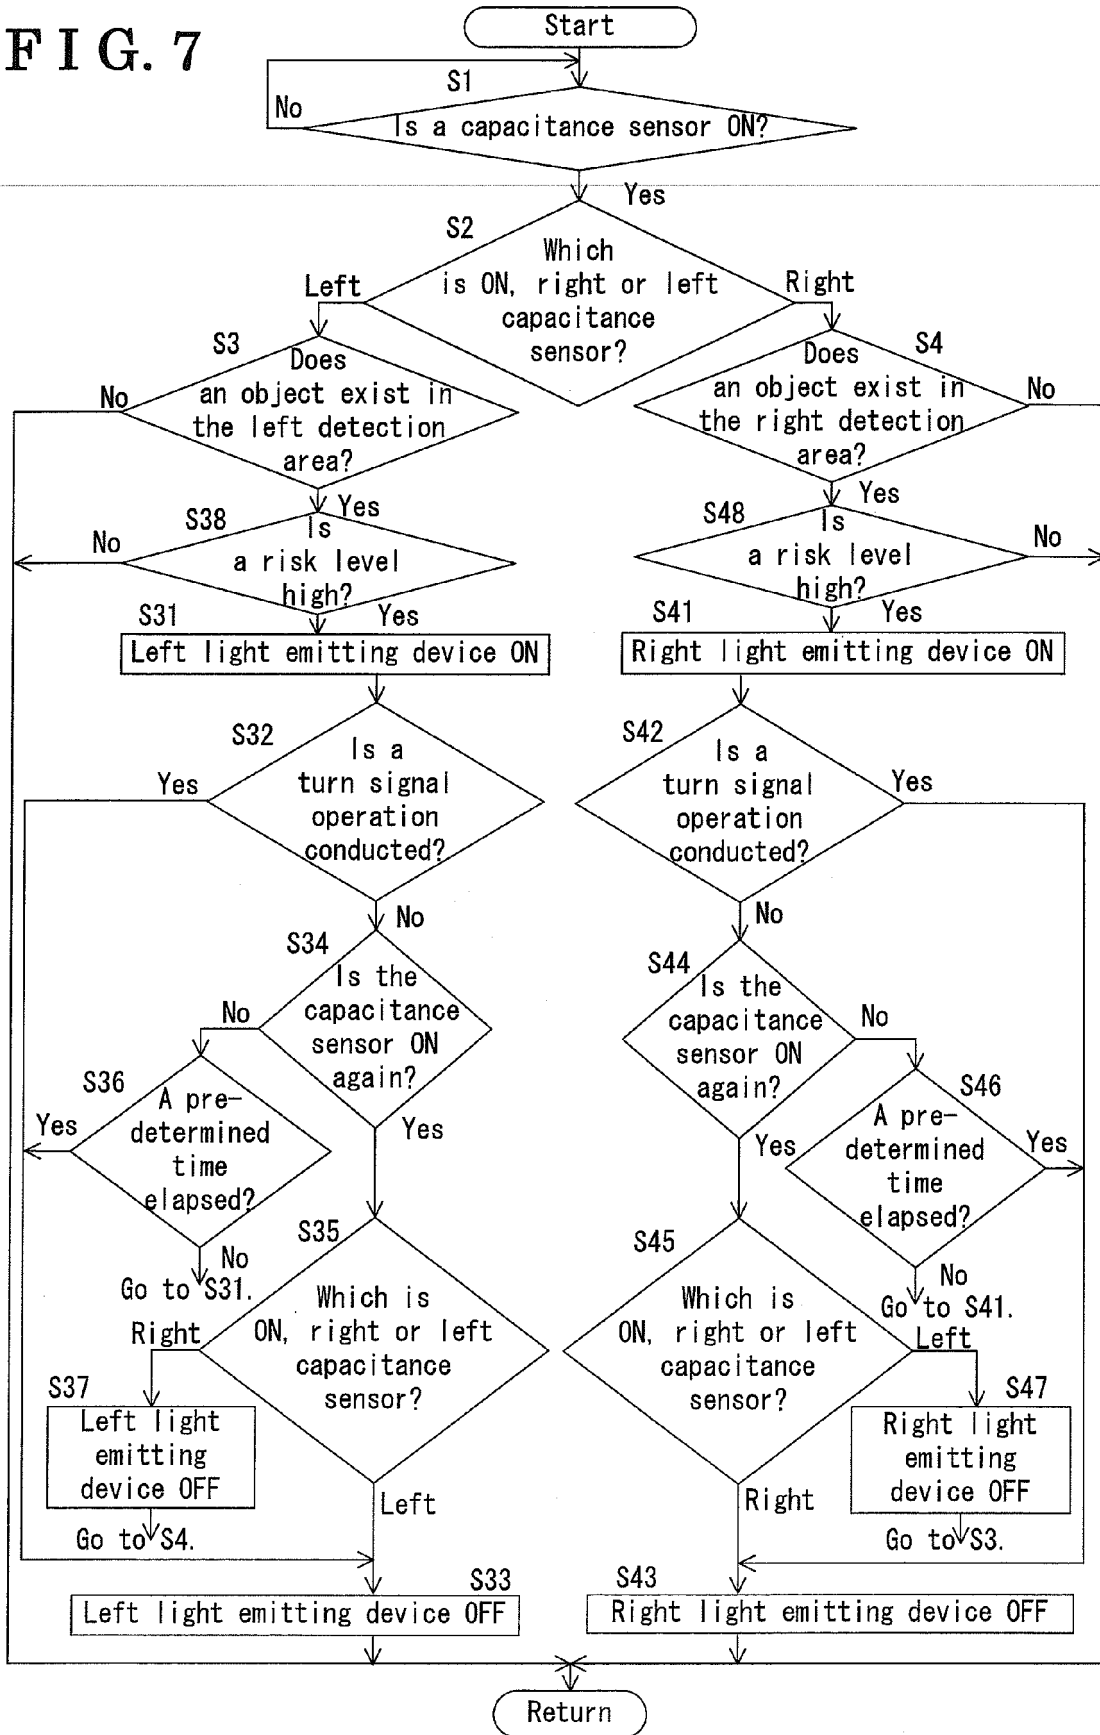 FIG. 7
Start
S1
No
Is a capacitance sensor ON?
Yes
S2
Which
is ON, right or left
capacitance
sensor?
Left
Right
S3
Does
an object exist in
the left detection
area?
No
Yes
S4
Does
an object exist in
the right detection
area?
No
Yes
S38
Is
a risk level
high?
No
Yes
S48
Is
a risk level
high?
No
Yes
S31
Left light emitting device ON
S41
Right light emitting device ON
S32
Is a
turn signal
operation
conducted?
Yes
No
S42
Is a
turn signal
operation
conducted?
Yes
No
S34
Is the
capacitance
sensor ON
again?
No
Yes
S44
Is the
capacitance
sensor ON
again?
No
Yes
S36
A pre-
determined
time
elapsed?
Yes
No
Go to S31.
S46
A pre-
determined
time
elapsed?
Yes
No
Go to S41.
S35
Which is
ON, right or left
capacitance
sensor?
Right
Left
S45
Which is
ON, right or left
capacitance
sensor?
Left
Right
S37
Left light
emitting
device OFF
Go to S4.
S47
Right light
emitting
device OFF
Go to S3.
S33
Left light emitting device OFF
S43
Right light emitting device OFF
Return